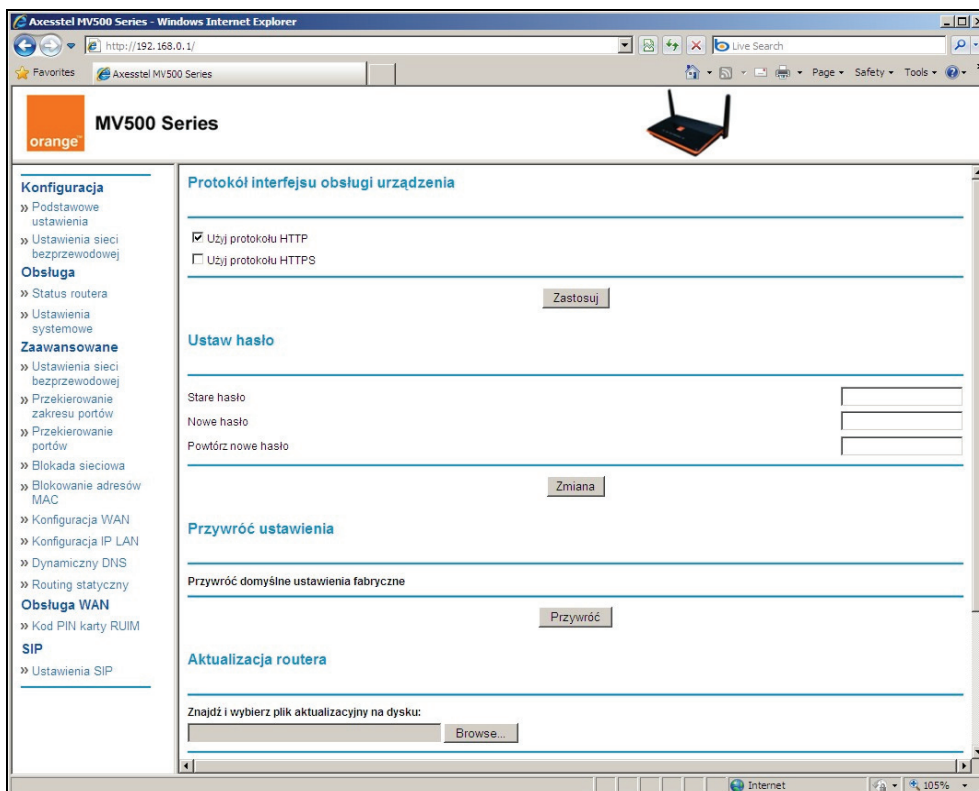 Axesstel MV500 Series - Windows Internet Explorer
http://192.168.0.1/
Live Search
Favorites
Axesstel MV500 Series
Page
Safety
Tools
orange™
MV500 Series
Konfiguracja
» Podstawowe
ustawienia
» Ustawienia sieci
bezprzewodowej
Obsługa
» Status routera
» Ustawienia
systemowe
Zaawansowane
» Ustawienia sieci
bezprzewodowej
» Przekierowanie
zakresu portów
» Przekierowanie
portów
» Blokada sieciowa
» Blokowanie adresów
MAC
» Konfiguracja WAN
» Konfiguracja IP LAN
» Dynamiczny DNS
» Routing statyczny
Obsługa WAN
» Kod PIN karty RUIM
SIP
» Ustawienia SIP
Protokół interfejsu obsługi urządzenia
Użyj protokołu HTTP
Użyj protokołu HTTPS
Zastosuj
Ustaw hasło
Stare hasło
Nowe hasło
Powtórz nowe hasło
Zmiana
Przywróć ustawienia
Przywróć domyślne ustawienia fabryczne
Przywróć
Aktualizacja routera
Znajdź i wybierz plik aktualizacyjny na dysku:
Browse...
Internet
105%